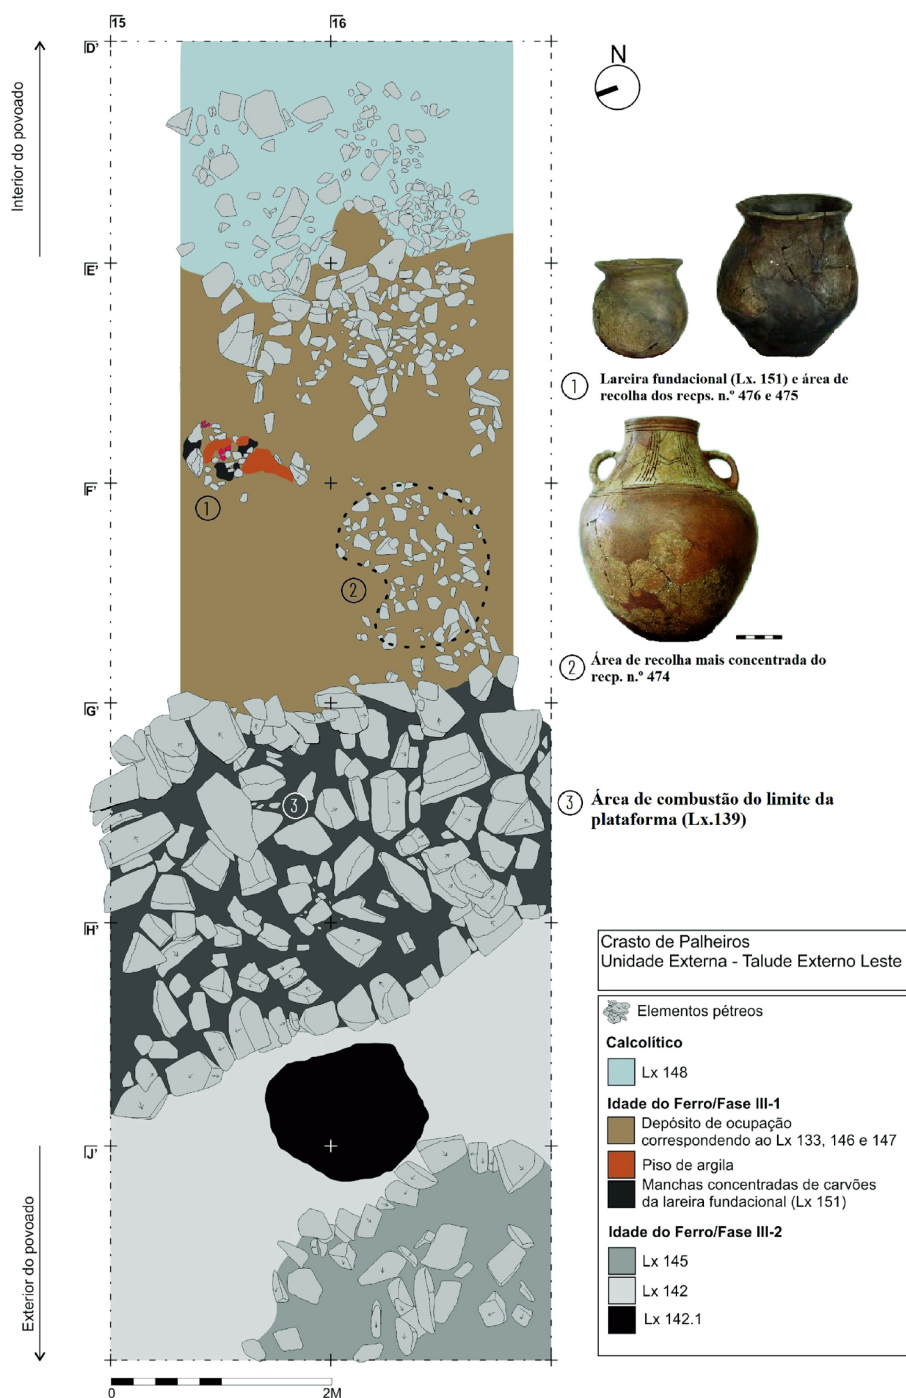 15
16
D'
N
Interior do povoado
E'
1
Lareira fundacional (Lx. 151) e área de
recolha dos recps. n.º 476 e 475
F'
1
2
2
Área de recolha mais concentrada do
recp. n.º 474
G'
3
3
Área de combustão do limite da
plataforma (Lx.139)
H'
Crasto de Palheiros
Unidade Externa - Talude Externo Leste
Elementos pétreos
Calcolítico
Lx 148
Idade do Ferro/Fase III-1
Depósito de ocupação
correspondendo ao Lx 133, 146 e 147
Piso de argila
Manchas concentradas de carvões
da lareira fundacional (Lx 151)
Idade do Ferro/Fase III-2
Lx 145
Lx 142
Lx 142.1
J'
Exterior do povoado
0
2M